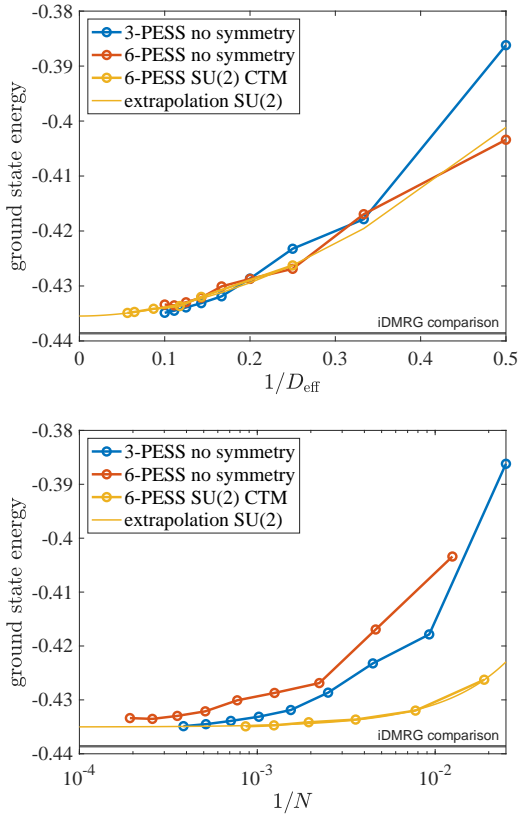 -0.38
3-PESS no symmetry
6-PESS no symmetry
6-PESS SU(2) CTM
extrapolation SU(2)
-0.39
-0.4
-0.41
-0.42
-0.43
-0.44
ground state energy
iDMRG comparison
0 0.1 0.2 0.3 0.4 0.5
1/D_eff
-0.38
3-PESS no symmetry
6-PESS no symmetry
6-PESS SU(2) CTM
extrapolation SU(2)
-0.39
-0.4
-0.41
-0.42
-0.43
-0.44
ground state energy
iDMRG comparison
10^-4 10^-3 10^-2
1/N